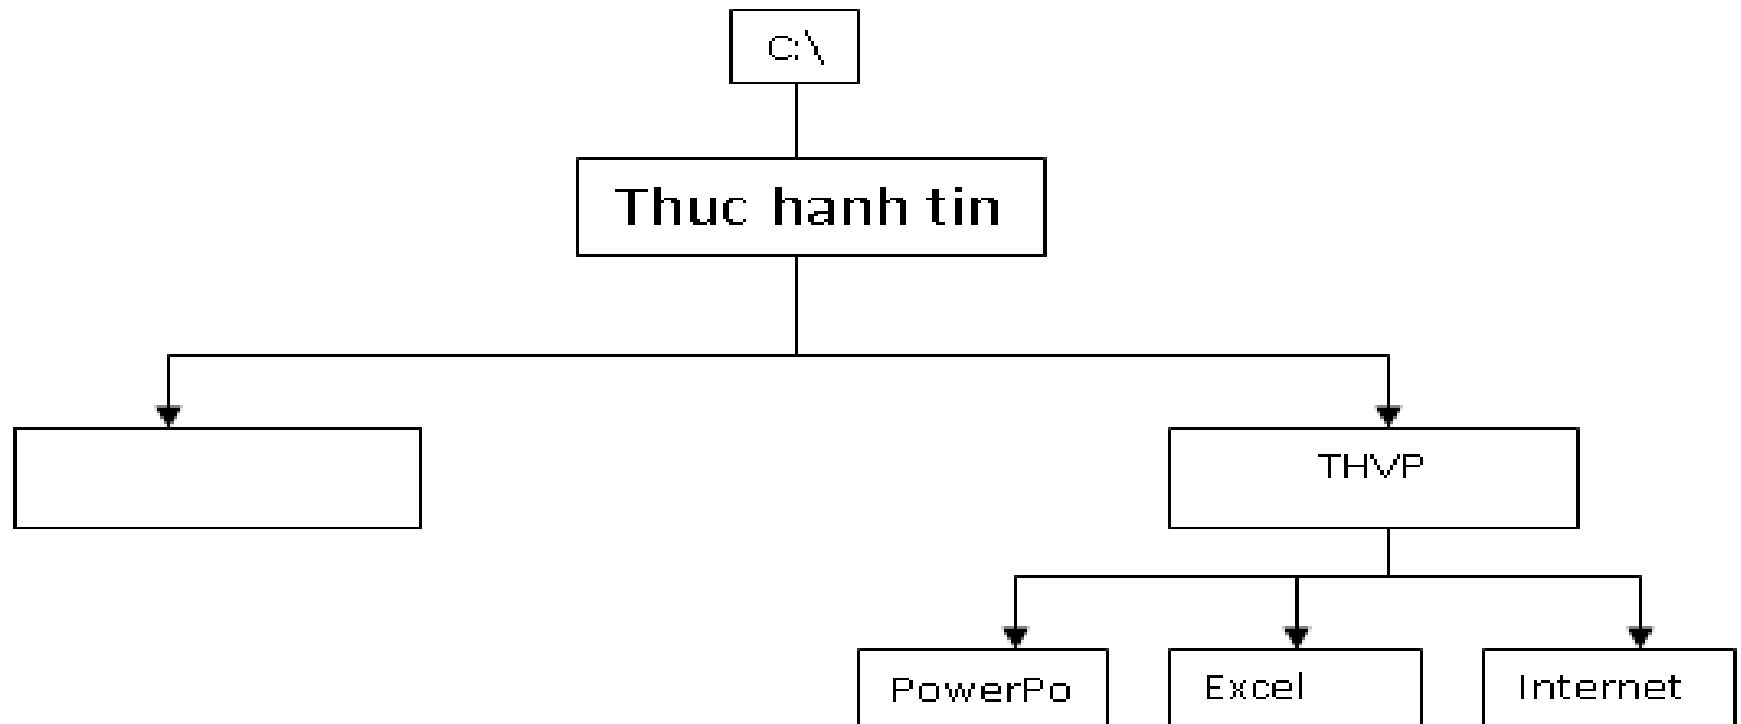 C:\
Thuc hanh tin
THVP
PowerPo
Excel
Internet